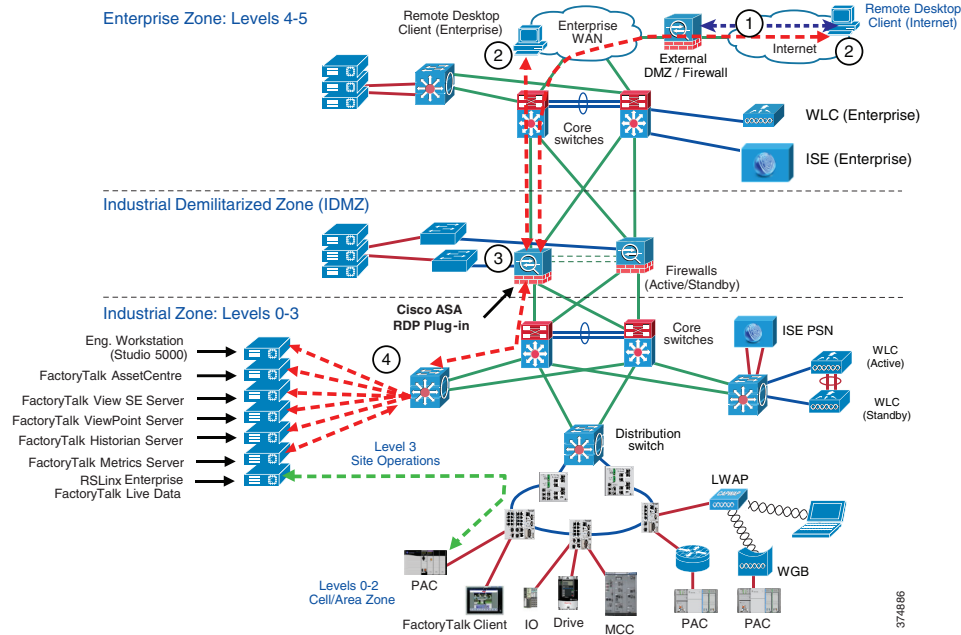 Enterprise Zone: Levels 4-5
Remote Desktop
Client (Enterprise)
Enterprise
WAN
1
Remote Desktop
Client (Internet)
2
Internet
2
External
DMZ / Firewall
WLC (Enterprise)
Core
switches
ISE (Enterprise)
Industrial Demilitarized Zone (IDMZ)
3
Firewalls
(Active/Standby)
Cisco ASA
RDP Plug-in
Industrial Zone: Levels 0-3
Core
switches
ISE PSN
Eng. Workstation
(Studio 5000)
4
WLC
(Active)
FactoryTalk AssetCentre
FactoryTalk View SE Server
WLC
(Standby)
FactoryTalk ViewPoint Server
FactoryTalk Historian Server
Distribution
switch
Level 3
Site Operations
FactoryTalk Metrics Server
RSLinx Enterprise
FactoryTalk Live Data
LWAP
CAPWAP
WGB
PAC
Levels 0-2
Cell/Area Zone
FactoryTalk Client
IO
Drive
MCC
PAC
PAC
374886